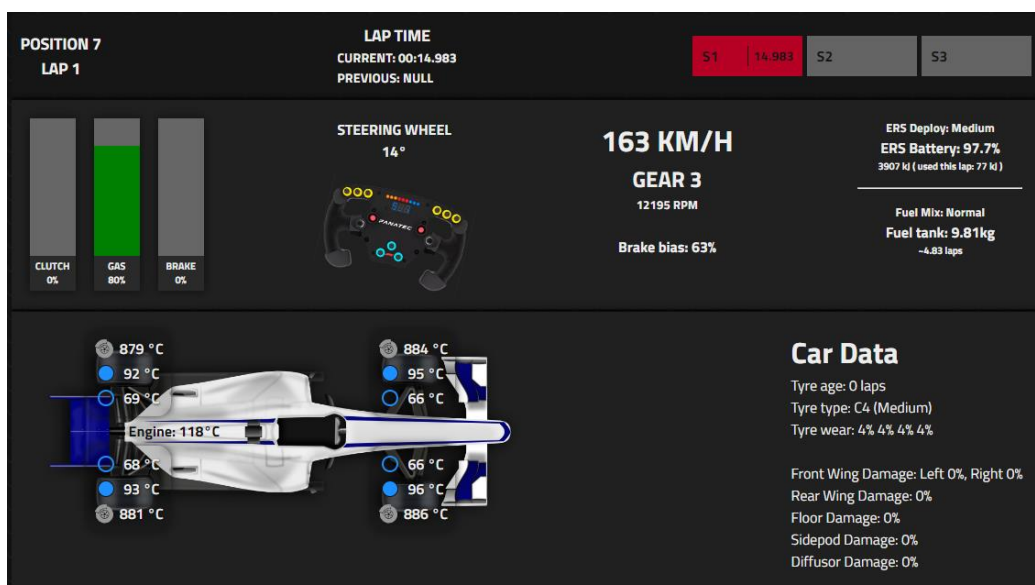 POSITION 7
LAP 1
LAP TIME
CURRENT: 00:14.983
PREVIOUS: NULL
S1 14.983 S2 S3
CLUTCH
0%
GAS
80%
BRAKE
0%
STEERING WHEEL
14°
FANATEC
163 KM/H
GEAR 3
12195 RPM
Brake bias: 63%
ERS Deploy: Medium
ERS Battery: 97.7%
3907 kJ ( used this lap: 77 kJ )
Fuel Mix: Normal
Fuel tank: 9.81kg
~4.83 laps
879 °C 884 °C
92 °C 95 °C
69 °C 66 °C
Engine: 118°C
68 °C 66 °C
93 °C 96 °C
881 °C 886 °C
Car Data
Tyre age: 0 laps
Tyre type: C4 (Medium)
Tyre wear: 4% 4% 4% 4%
Front Wing Damage: Left 0%, Right 0%
Rear Wing Damage: 0%
Floor Damage: 0%
Sidepod Damage: 0%
Diffusor Damage: 0%